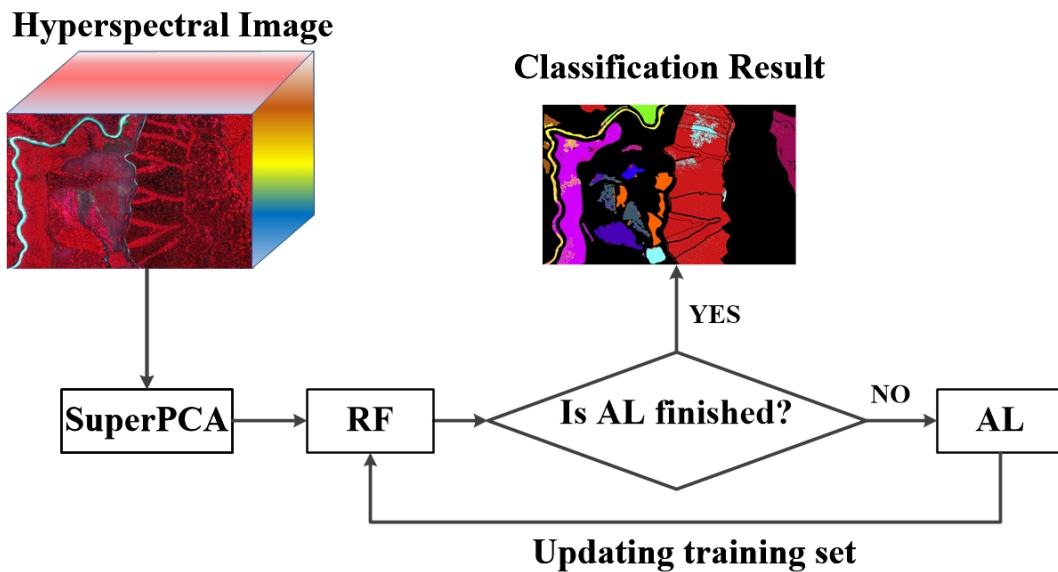 Hyperspectral Image
Classification Result
YES
SuperPCA
RF
Is AL finished?
NO
AL
Updating training set